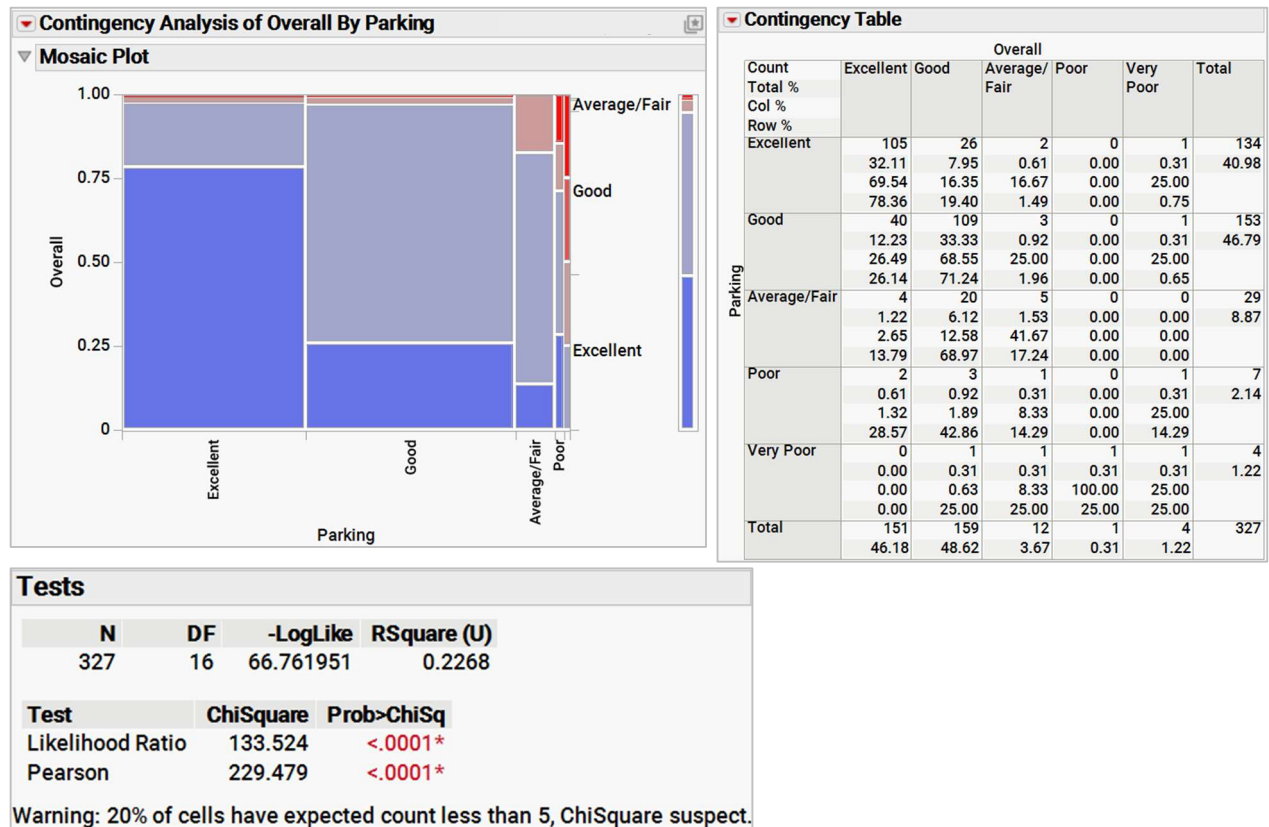 Contingency Analysis of Overall By Parking
Mosaic Plot
1.00
0.75
0.50
0.25
0
Overall
Average/Fair
Good
Excellent
Excellent
Good
Average/Fair
Poor
Parking
Contingency Table
Overall
Count Excellent Good Average/ Poor Very Total
Total % Fair Poor
Col %
Row %
Parking
Excellent 105 26 2 0 1 134
32.11 7.95 0.61 0.00 0.31 40.98
69.54 16.35 16.67 0.00 25.00
78.36 19.40 1.49 0.00 0.75
Good 40 109 3 0 1 153
12.23 33.33 0.92 0.00 0.31 46.79
26.49 68.55 25.00 0.00 25.00
26.14 71.24 1.96 0.00 0.65
Average/Fair 4 20 5 0 0 29
1.22 6.12 1.53 0.00 0.00 8.87
2.65 12.58 41.67 0.00 0.00
13.79 68.97 17.24 0.00 0.00
Poor 2 3 1 0 1 7
0.61 0.92 0.31 0.00 0.31 2.14
1.32 1.89 8.33 0.00 25.00
28.57 42.86 14.29 0.00 14.29
Very Poor 0 1 1 1 1 4
0.00 0.31 0.31 0.31 0.31 1.22
0.00 0.63 8.33 100.00 25.00
0.00 25.00 25.00 25.00 25.00
Total 151 159 12 1 4 327
46.18 48.62 3.67 0.31 1.22
Tests
N DF -LogLike RSquare (U)
327 16 66.761951 0.2268
Test ChiSquare Prob>ChiSq
Likelihood Ratio 133.524 <.0001*
Pearson 229.479 <.0001*
Warning: 20% of cells have expected count less than 5, ChiSquare suspect.